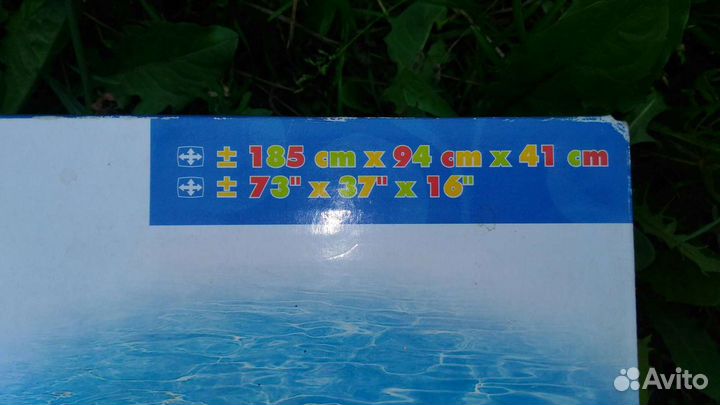 ± 185 cm x 94 cm x 41 cm
± 73" x 37" x 16"
Avito